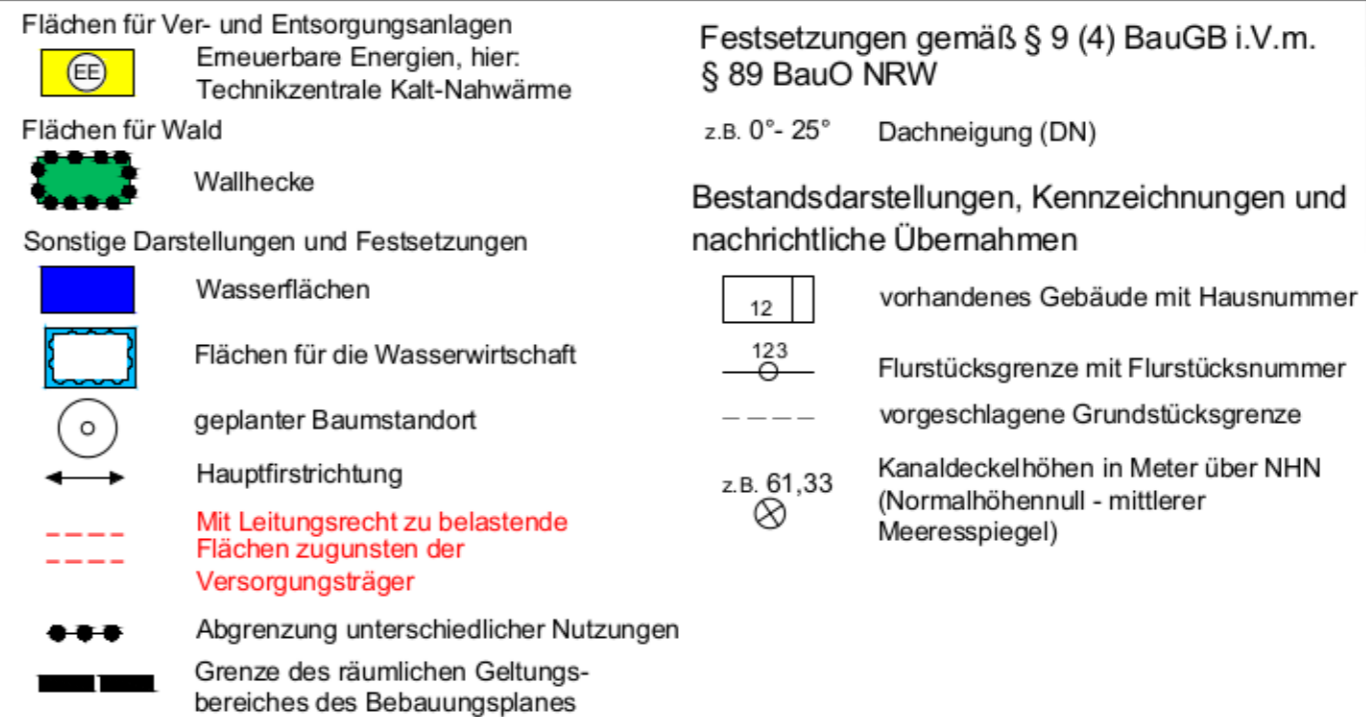 Flächen für Ver- und Entsorgungsanlagen
EE
Erneuerbare Energien, hier:
Technikzentrale Kalt-Nahwärme
Flächen für Wald
Wallhecke
Sonstige Darstellungen und Festsetzungen
Wasserflächen
Flächen für die Wasserwirtschaft
geplanter Baumstandort
Hauptfirstrichtung
Mit Leitungsrecht zu belastende
Flächen zugunsten der
Versorgungsträger
Abgrenzung unterschiedlicher Nutzungen
Grenze des räumlichen Geltungs-
bereiches des Bebauungsplanes
Festsetzungen gemäß § 9 (4) BauGB i.V.m.
§ 89 BauO NRW
z.B. 0°- 25° Dachneigung (DN)
Bestandsdarstellungen, Kennzeichnungen und
nachrichtliche Übernahmen
12 vorhandenes Gebäude mit Hausnummer
123
Flurstücksgrenze mit Flurstücksnummer
vorgeschlagene Grundstücksgrenze
z.B. 61,33
Kanaldeckelhöhen in Meter über NHN
(Normalhöhennull - mittlerer
Meeresspiegel)